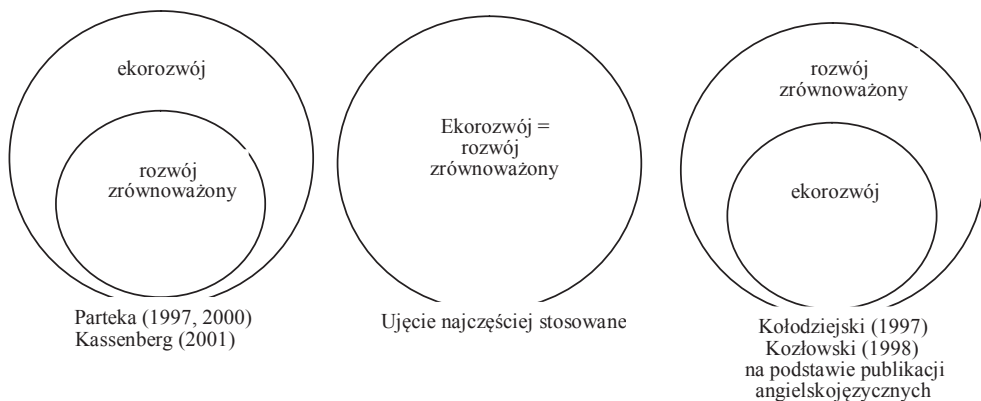 ekorozwój
rozwój
zrównoważony
Parteka (1997, 2000)
Kassenberg (2001)
Ekorozwój =
rozwój
zrównoważony
Ujęcie najczęściej stosowane
rozwój
zrównoważony
ekorozwój
Kołodziejski (1997)
Kozłowski (1998)
na podstawie publikacji
angielskojęzycznych